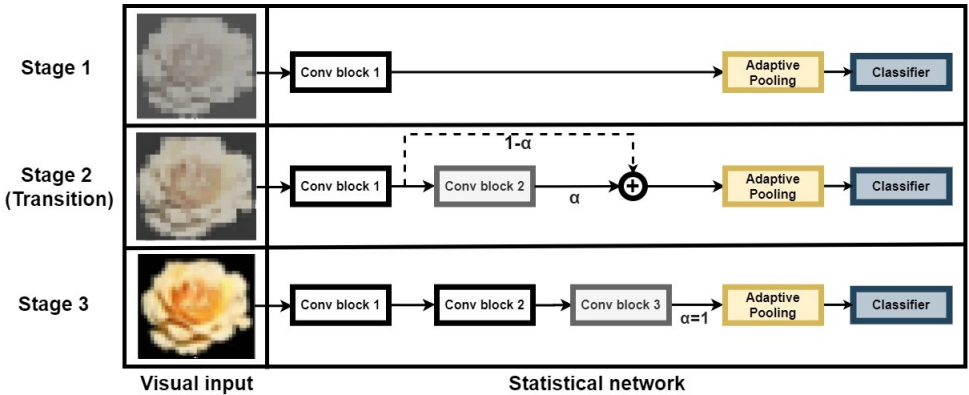 Stage 1
Conv block 1
Adaptive
Pooling
Classifier
Stage 2
(Transition)
1-α
Conv block 1
Conv block 2
α
+
Adaptive
Pooling
Classifier
Stage 3
Conv block 1
Conv block 2
Conv block 3
α=1
Adaptive
Pooling
Classifier
Visual input
Statistical network